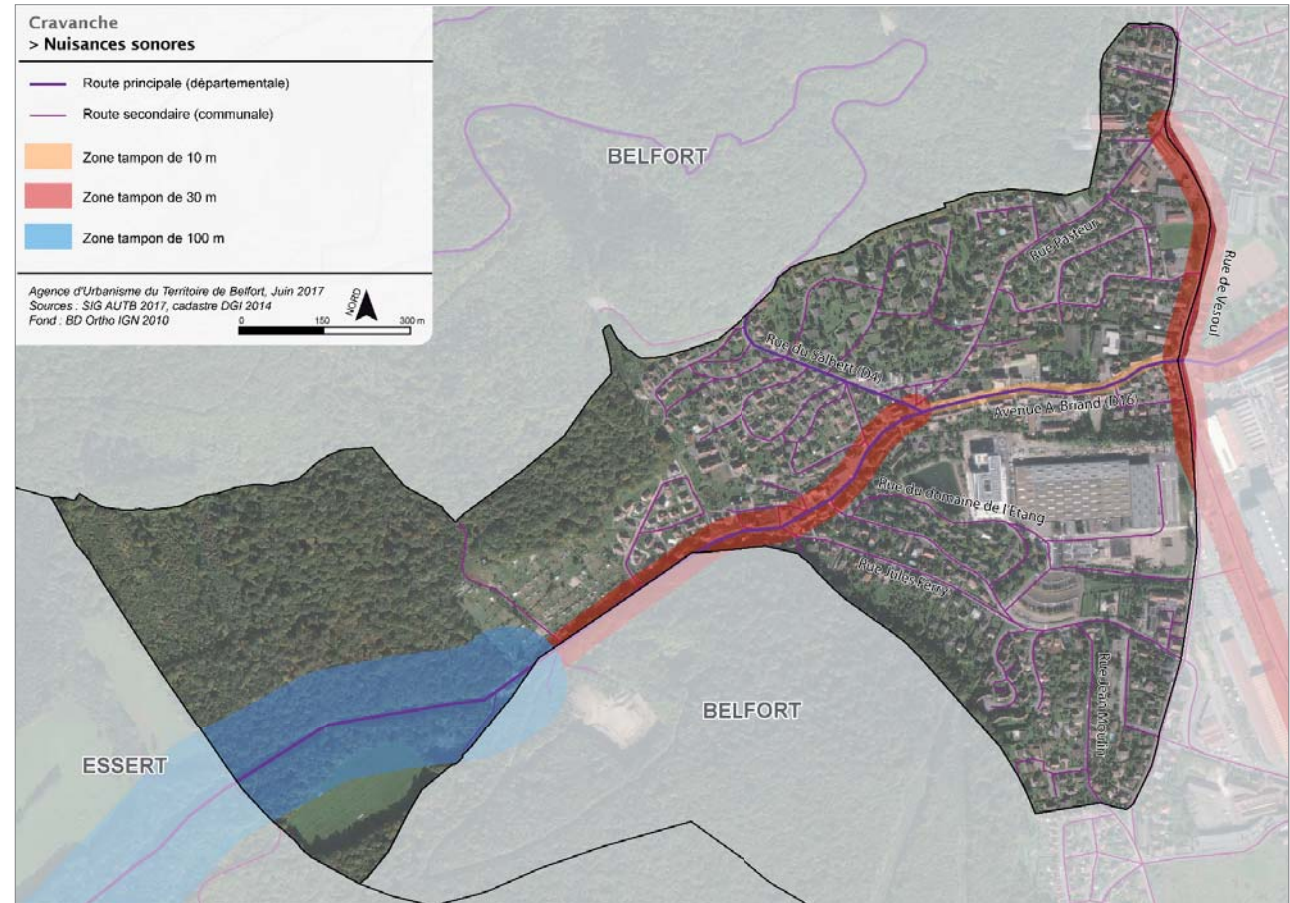 Cravanche
> Nuisances sonores
Route principale (départementale)
Route secondaire (communale)
Zone tampon de 10 m
Zone tampon de 30 m
Zone tampon de 100 m
Agence d'Urbanisme du Territoire de Belfort, Juin 2017
Sources : SIG AUTB 2017, cadastre DGI 2014
Fond : BD Ortho IGN 2010
NORD
0 150 300 m
BELFORT
Rue Pasteur
Rue de Vesoul
Rue du Salbert (D4)
Avenue A. Briand (D16)
Rue du domaine de l'Etang
Rue Jules Ferry
Rue Jean Moulin
BELFORT
ESSERT